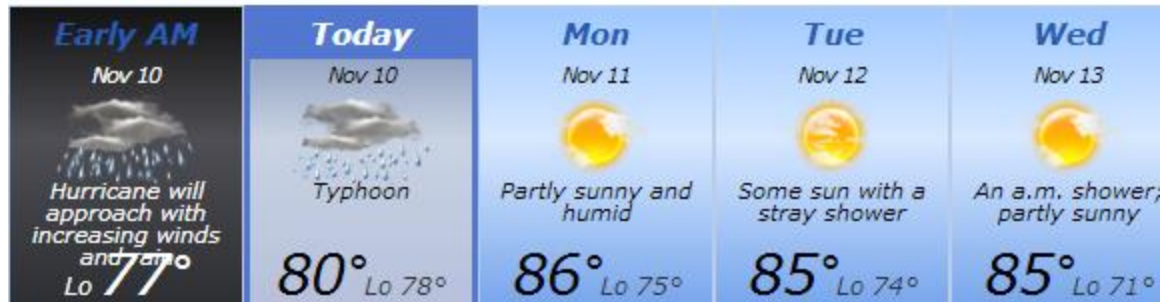 Early AM
Nov 10
Hurricane will
approach with
increasing winds
and rain
Lo 77°
Today
Nov 10
Typhoon
80° Lo 78°
Mon
Nov 11
Partly sunny and
humid
86° Lo 75°
Tue
Nov 12
Some sun with a
stray shower
85° Lo 74°
Wed
Nov 13
An a.m. shower;
partly sunny
85° Lo 71°